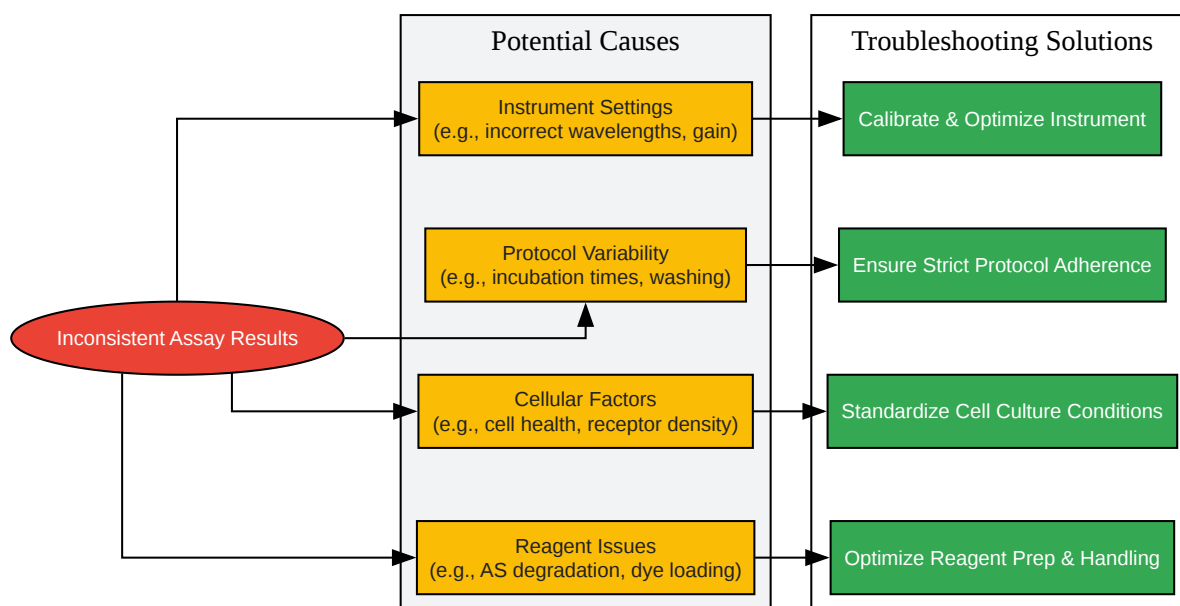 Potential Causes
Troubleshooting Solutions
Instrument Settings
(e.g., incorrect wavelengths, gain)
Calibrate & Optimize Instrument
Protocol Variability
(e.g., incubation times, washing)
Ensure Strict Protocol Adherence
Inconsistent Assay Results
Cellular Factors
(e.g., cell health, receptor density)
Standardize Cell Culture Conditions
Reagent Issues
(e.g., AS degradation, dye loading)
Optimize Reagent Prep & Handling